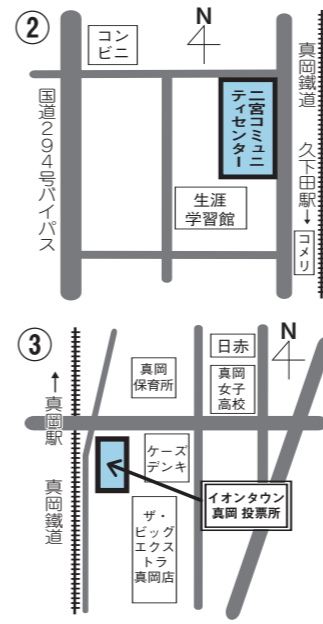 ②
N
コン
ビニ
国道294号バイパス
二宮コミュニ
ティセンター
生涯
学習館
真岡鐵道
久下田駅→
コメリ
③
N
日赤
真岡
保育所
真岡
女子
高校
←真岡駅
真岡鐵道
ケーズ
デンキ
イオンタウン
真岡 投票所
ザ・
ビッグ
エクス
トラ
真岡店